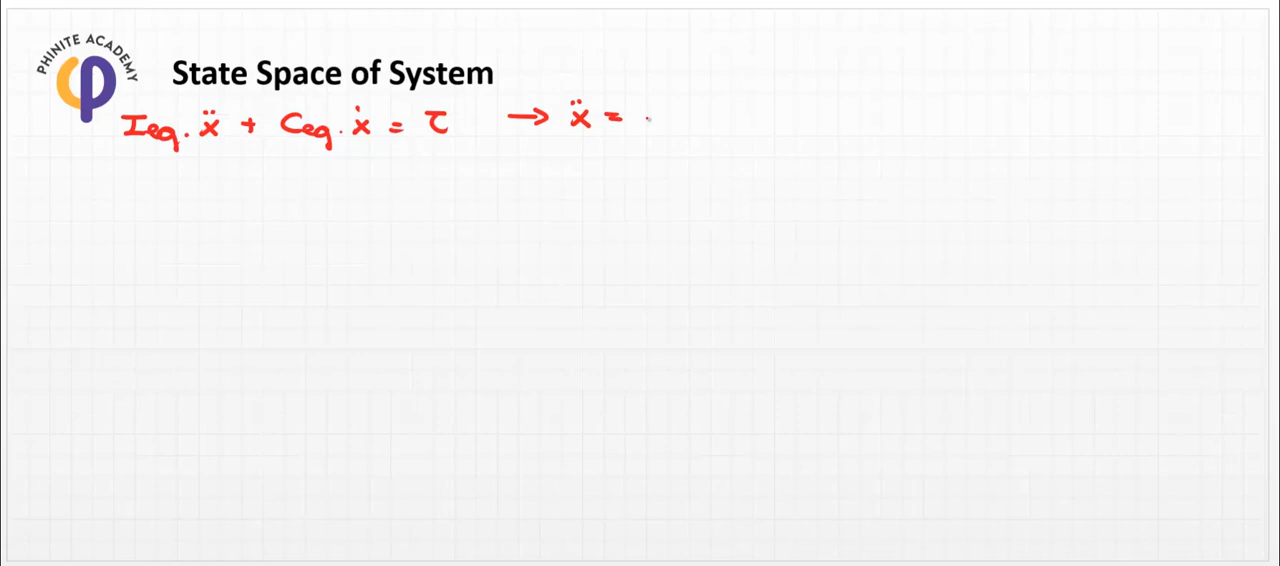 PHINITE ACADEMY
State Space of System
Ieq. ẍ + Ceq. ẋ = τ → ẍ =